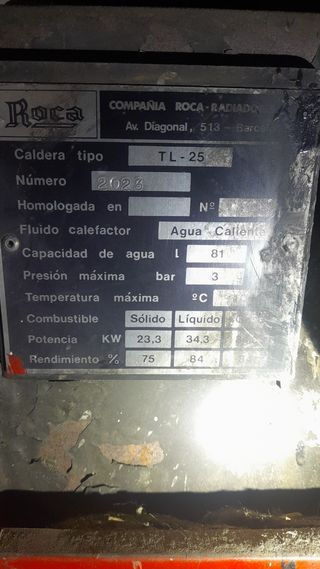 Roca
COMPAÑIA ROCA-RADIADO
Av. Diagonal, 513 - Barce
Caldera tipo TL-25
Número 2023
Homologada en Nº
Fluido calefactor Agua-Caliente
Capacidad de agua l 81
Presión máxima bar 3
Temperatura máxima ºC
Combustible Sólido Líquido
Potencia KW 23,3 34,3
Rendimiento % 75 84